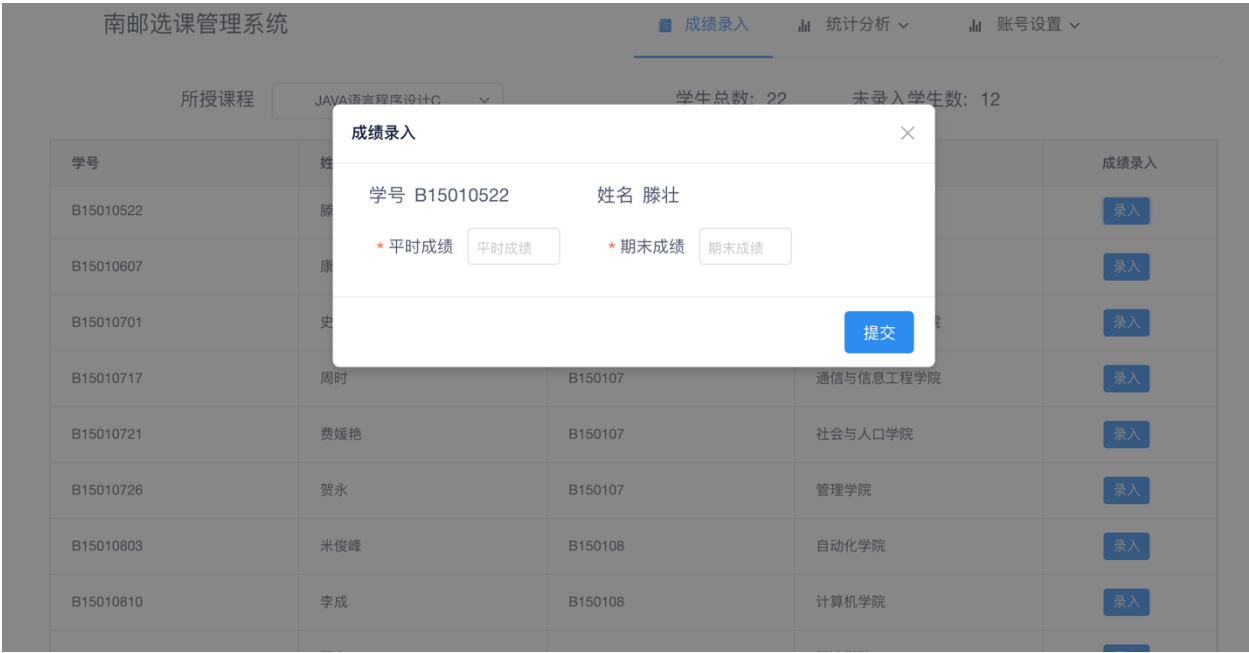 南邮选课管理系统 成绩录入 统计分析 账号设置
所授课程 JAVA语言程序设计C 学生总数: 22 未录入学生数: 12
成绩录入
学号 姓 成绩录入
学号 B15010522 姓名 滕壮
B15010522 滕 录入
* 平时成绩 平时成绩 * 期末成绩 期末成绩
B15010607 康 录入
B15010701 史 录入
提交
B15010717 周时 B150107 通信与信息工程学院 录入
B15010721 费媛艳 B150107 社会与人口学院 录入
B15010726 贺永 B150107 管理学院 录入
B15010803 米俊峰 B150108 自动化学院 录入
B15010810 李成 B150108 计算机学院 录入